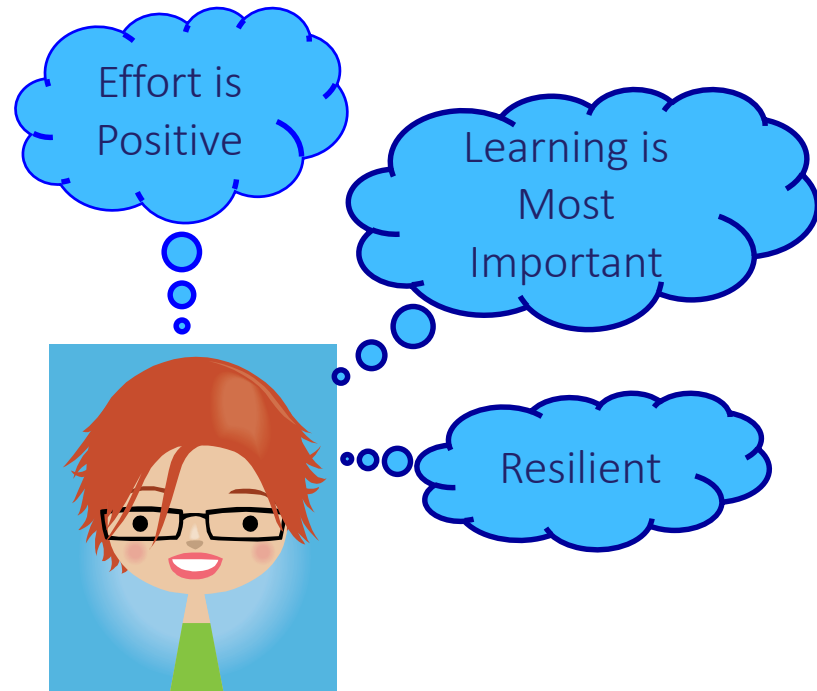 Effort is
Positive
Learning is
Most
Important
Resilient